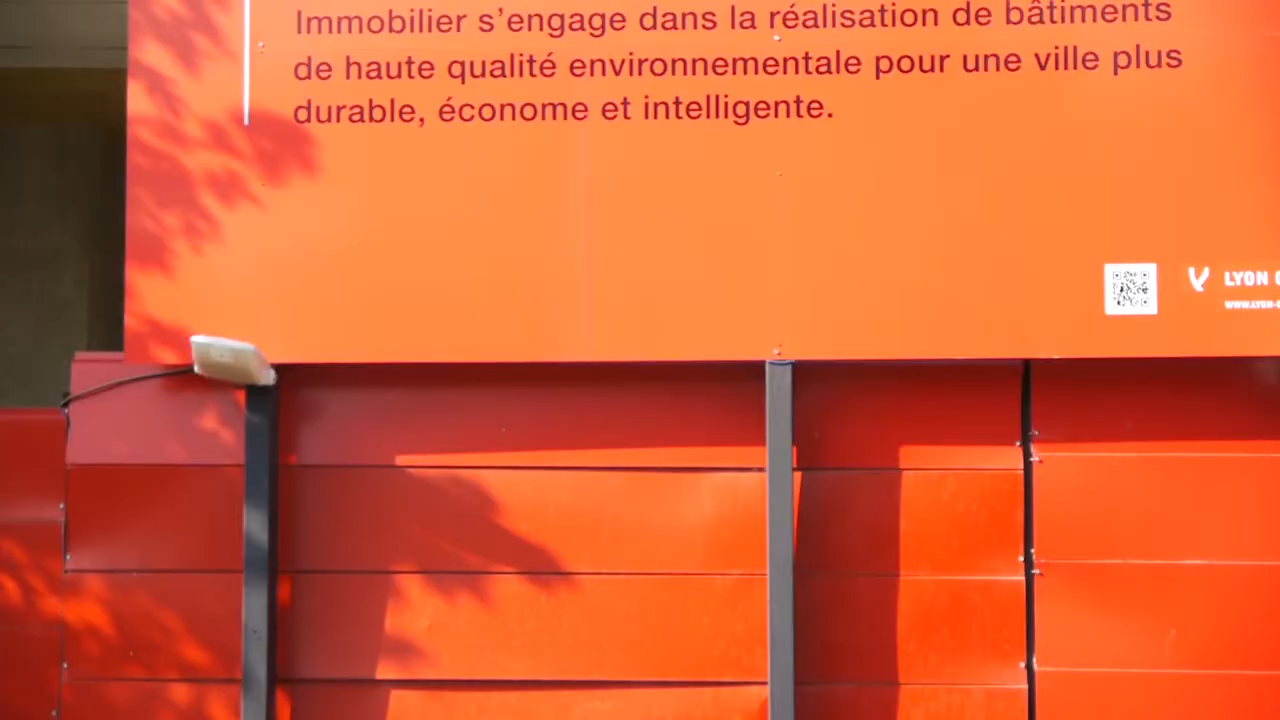 Immobilier s’engage dans la réalisation de bâtiments
de haute qualité environnementale pour une ville plus
durable, économe et intelligente.
LYON